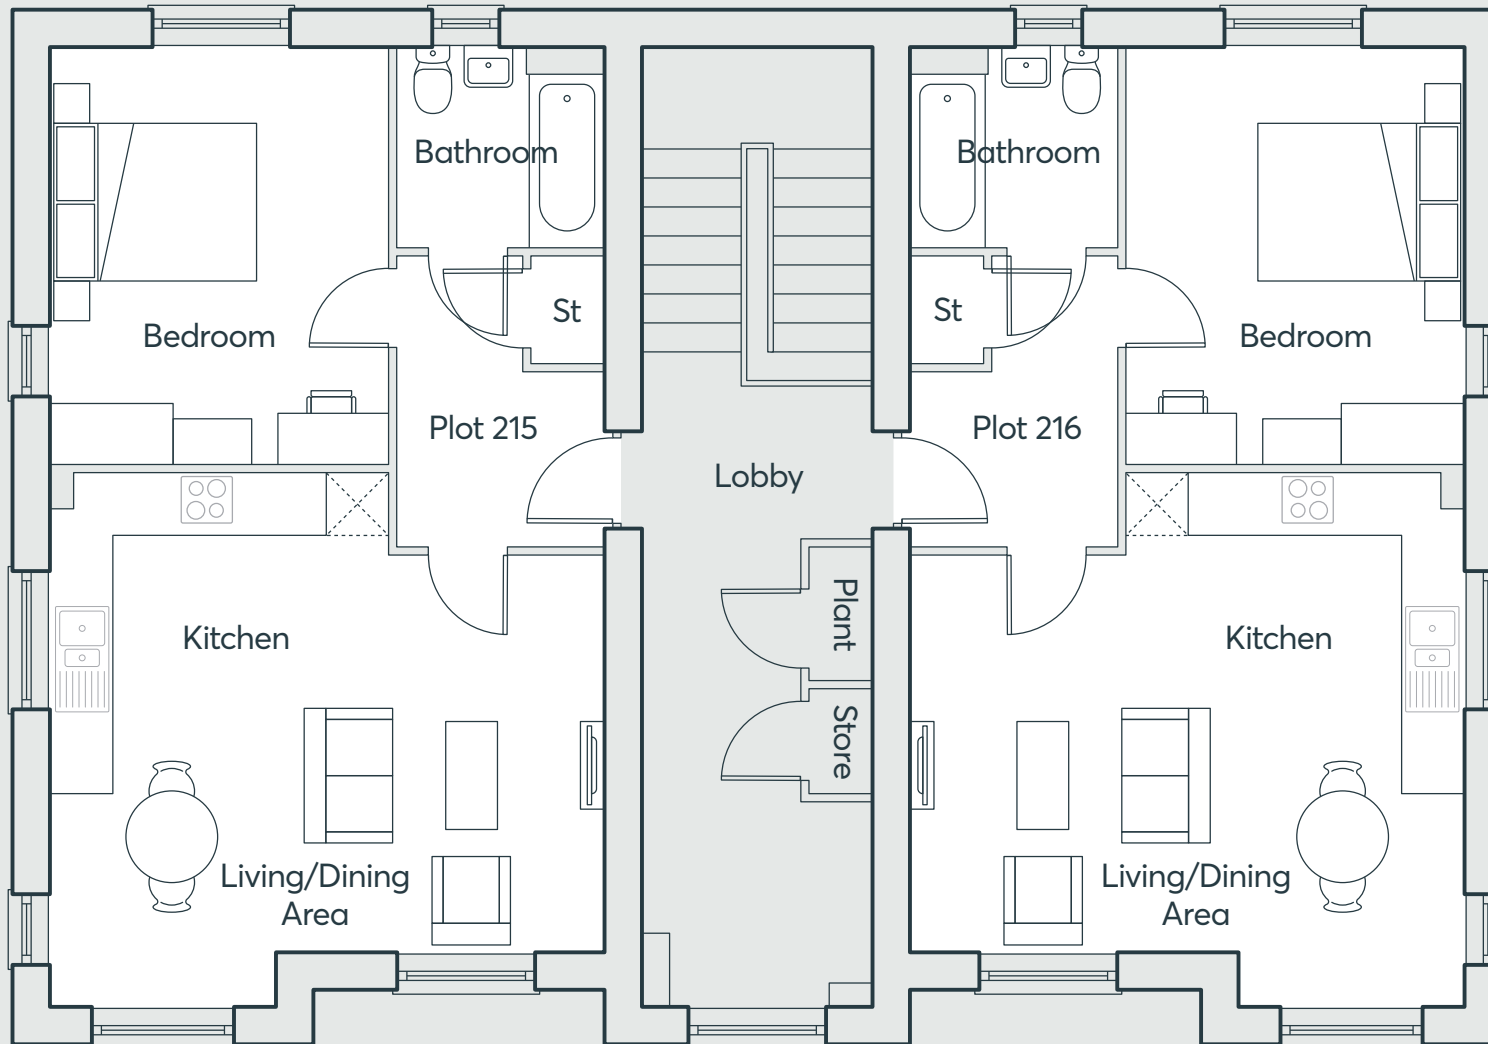 Bathroom
Bathroom
St
St
Bedroom
Bedroom
Plot 215
Plot 216
Lobby
Plant
Kitchen
Kitchen
Store
Living/Dining
Area
Living/Dining
Area